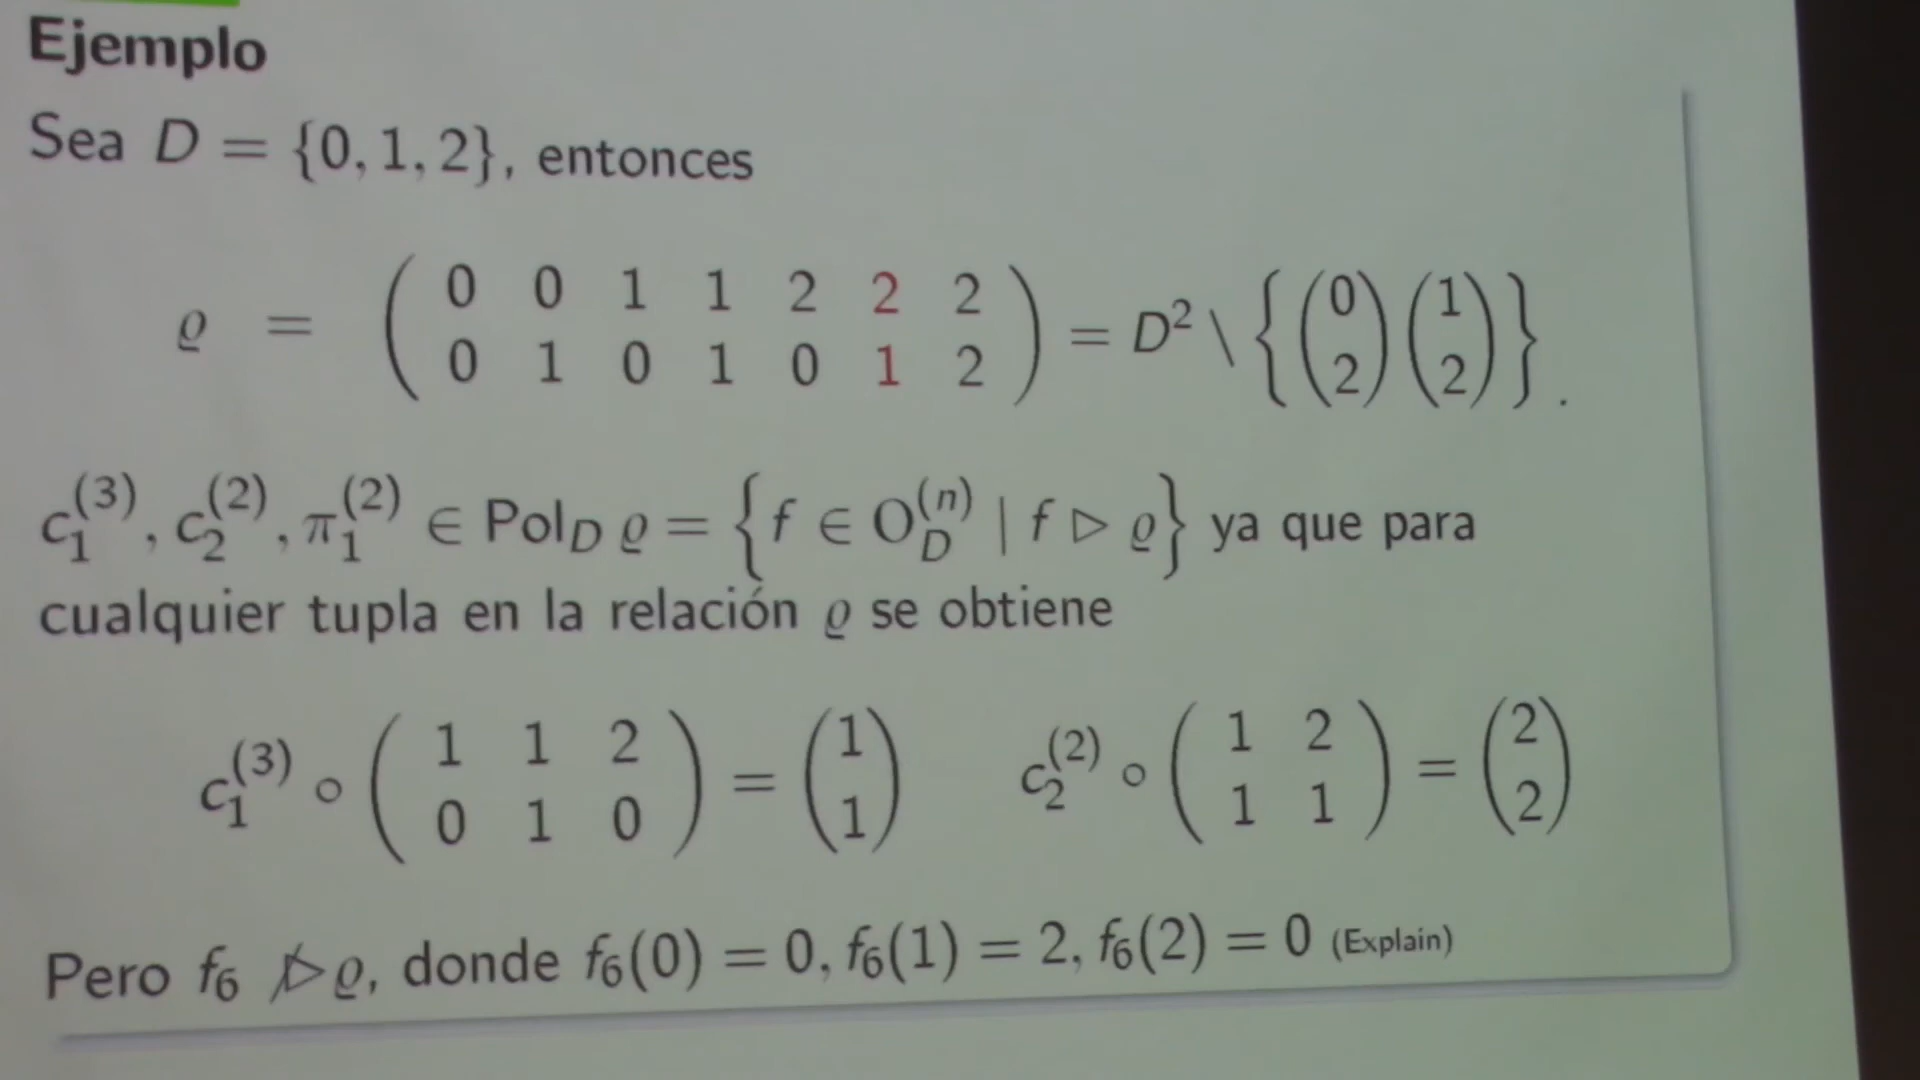 Ejemplo
Sea D = {0, 1, 2}, entonces
ϱ = ( 0 0 1 1 2 2 2 ; 0 1 0 1 0 1 2 ) = D² \ { (0 ; 2) (1 ; 2) } .
c₁⁽³⁾, c₂⁽²⁾, π₁⁽²⁾ ∈ Pol_D ϱ = { f ∈ O_D⁽ⁿ⁾ | f ▷ ϱ } ya que para
cualquier tupla en la relación ϱ se obtiene
c₁⁽³⁾ ∘ ( 1 1 2 ; 0 1 0 ) = ( 1 ; 1 ) c₂⁽²⁾ ∘ ( 1 2 ; 1 1 ) = ( 2 ; 2 )
Pero f₆ ⋫ ϱ, donde f₆(0) = 0, f₆(1) = 2, f₆(2) = 0 (Explain)